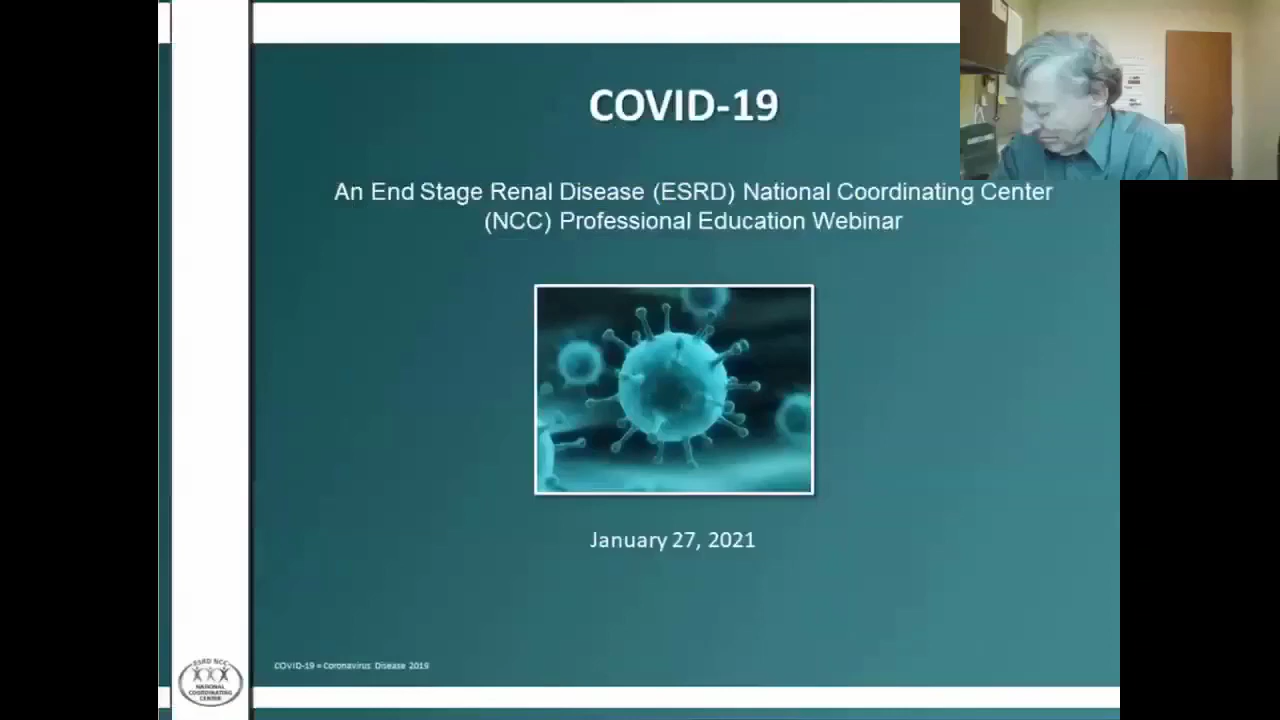 COVID-19
An End Stage Renal Disease (ESRD) National Coordinating Center
(NCC) Professional Education Webinar
January 27, 2021
COVID-19 = Coronavirus Disease 2019
ESRD NCC
NATIONAL
COORDINATING
CENTER